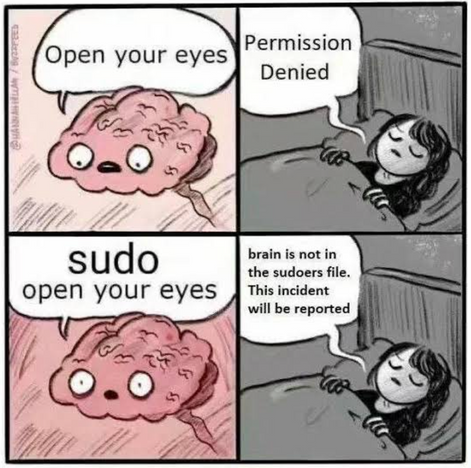 Open your eyes
Permission
Denied
sudo
open your eyes
brain is not in
the sudoers file.
This incident
will be reported